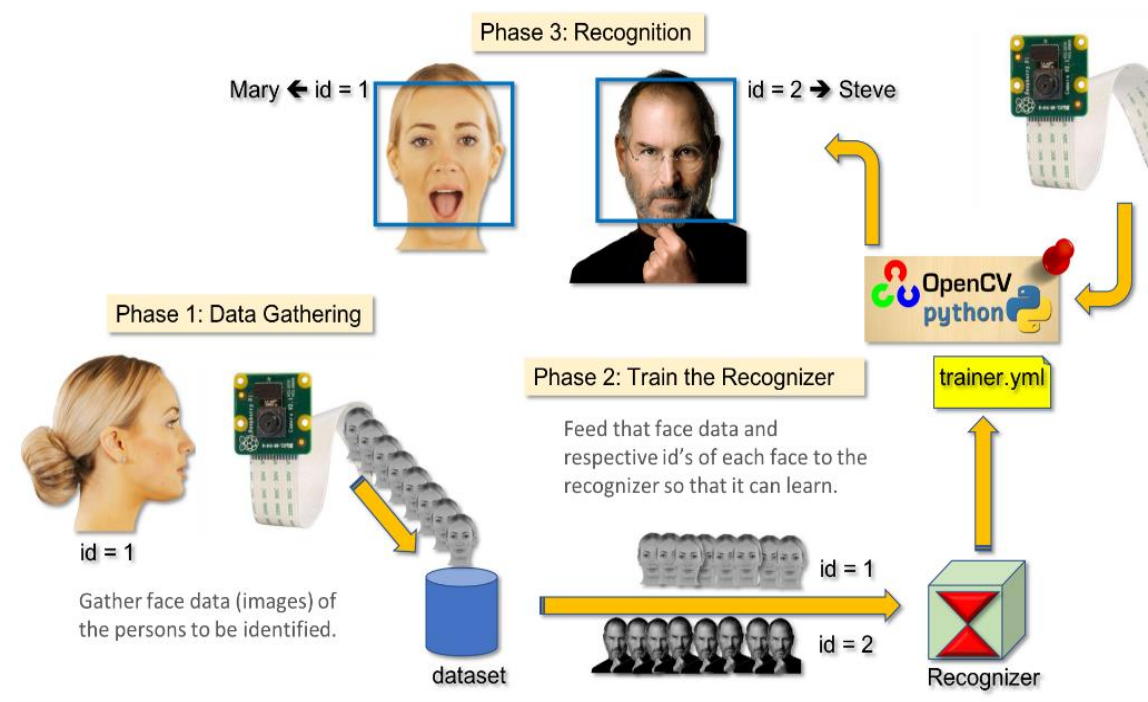 Phase 3: Recognition
Mary 🡸 id = 1
id = 2 🡺 Steve
OpenCV
python
Phase 1: Data Gathering
id = 1
Gather face data (images) of
the persons to be identified.
dataset
Phase 2: Train the Recognizer
Feed that face data and
respective id's of each face to the
recognizer so that it can learn.
id = 1
id = 2
trainer.yml
Recognizer